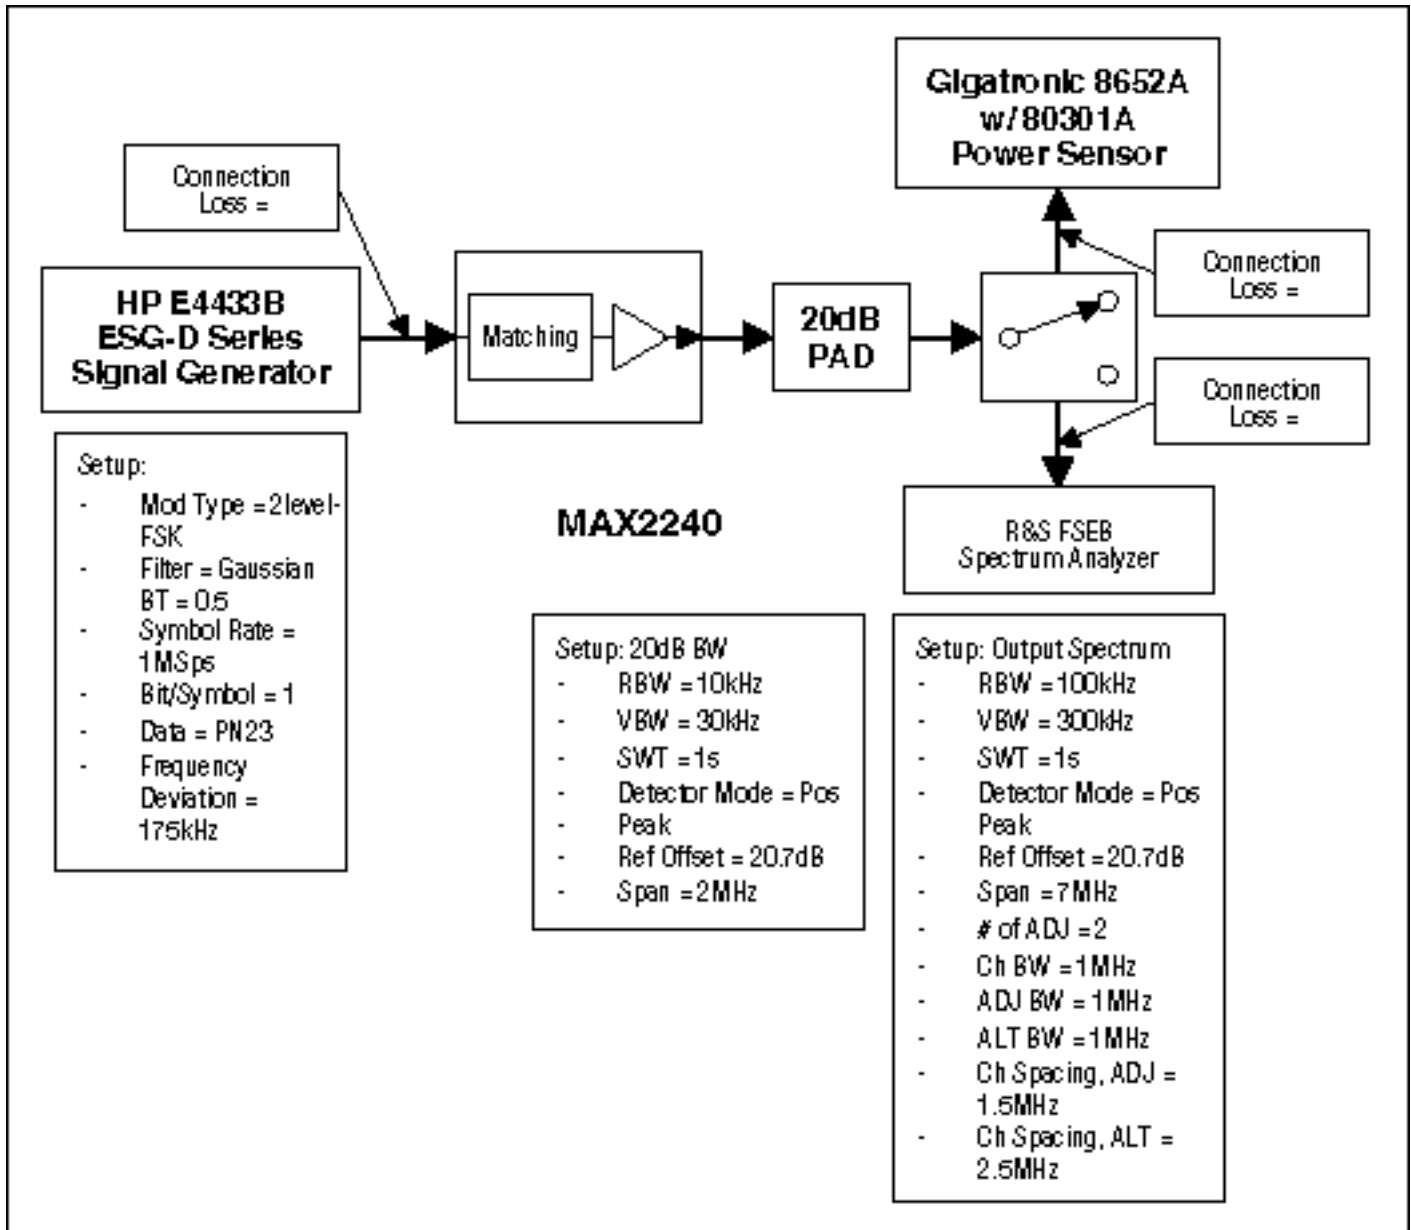 Gigatronic 8652A
w/80301A
Power Sensor
Connection
Loss =
HP E4433B
ESG-D Series
Signal Generator
Matching
20dB
PAD
Connection
Loss =
Connection
Loss =
Setup:
- Mod Type = 2level-
FSK
- Filter = Gaussian
BT = 0.5
- Symbol Rate =
1MSps
- Bit/Symbol = 1
- Data = PN23
- Frequency
Deviation =
175kHz
MAX2240
R&S FSEB
Spectrum Analyzer
Setup: 20dB BW
- RBW = 10kHz
- VBW = 30kHz
- SWT = 1s
- Detector Mode = Pos
- Peak
- Ref Offset = 20.7dB
- Span = 2MHz
Setup: Output Spectrum
- RBW = 100kHz
- VBW = 300kHz
- SWT = 1s
- Detector Mode = Pos
Peak
- Ref Offset = 20.7dB
- Span = 7MHz
- # of ADJ = 2
- Ch BW = 1MHz
- ADJ BW = 1MHz
- ALT BW = 1MHz
- Ch Spacing, ADJ =
1.5MHz
- Ch Spacing, ALT =
2.5MHz